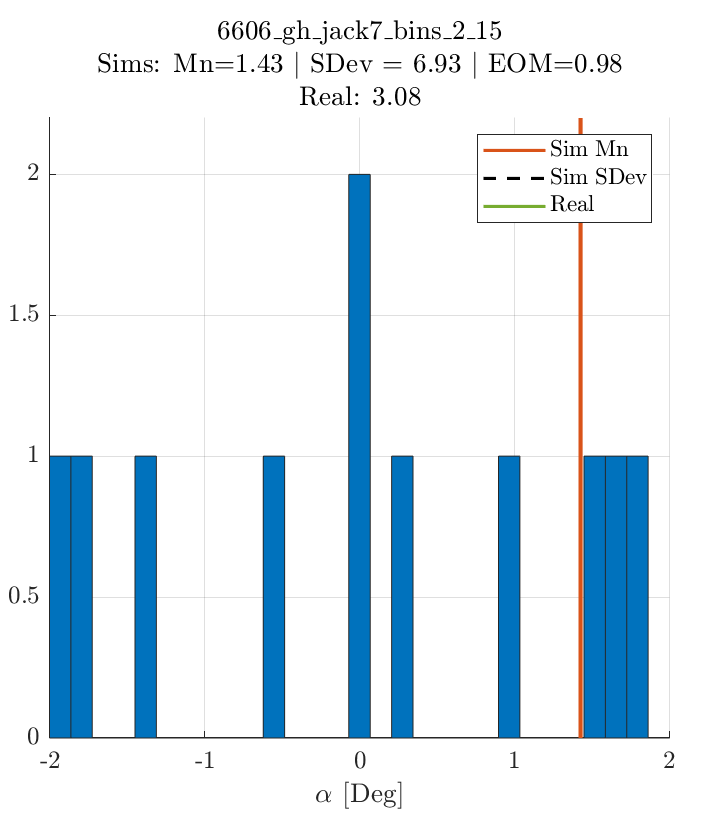 6606_gh_jack7_bins_2_15
Sims: Mn=1.43 | SDev = 6.93 | EOM=0.98
Real: 3.08
Sim Mn
Sim SDev
Real
2
1.5
1
0.5
0
-2 -1 0 1 2
α [Deg]